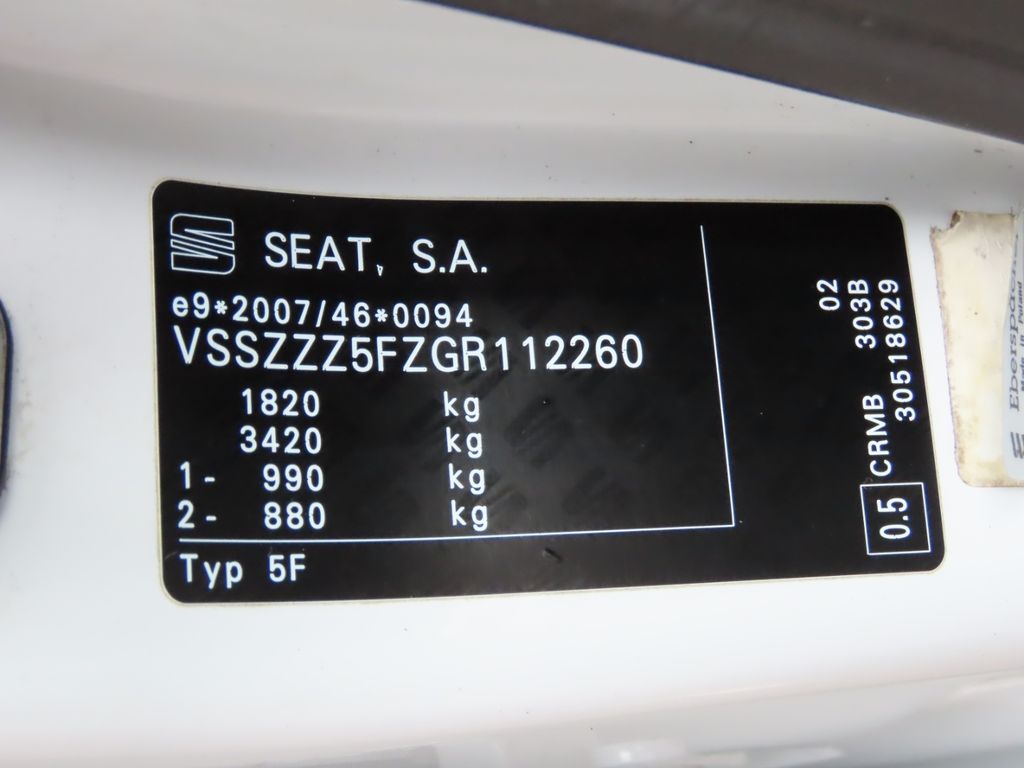 SEAT, S.A.
e9*2007/46*0094
VSSZZZ5FZGR112260
1820 kg
3420 kg
1- 990 kg
2- 880 kg
Typ 5F
02
CRMB 303B
30518629
0.5